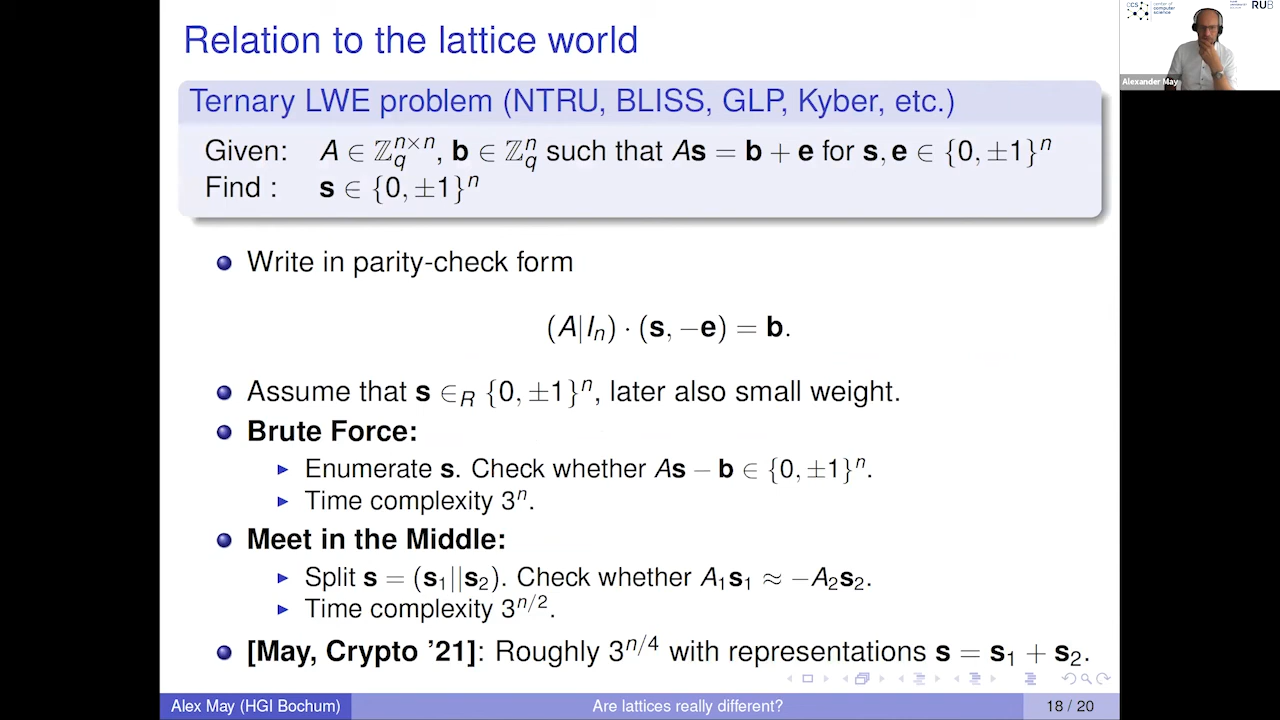 Relation to the lattice world
Ternary LWE problem (NTRU, BLISS, GLP, Kyber, etc.)
Given: A ∈ ℤ_q^{n×n}, b ∈ ℤ_q^n such that As = b + e for s, e ∈ {0, ±1}^n
Find : s ∈ {0, ±1}^n
Write in parity-check form
(A|I_n) · (s, −e) = b.
Assume that s ∈_R {0, ±1}^n, later also small weight.
Brute Force:
Enumerate s. Check whether As − b ∈ {0, ±1}^n.
Time complexity 3^n.
Meet in the Middle:
Split s = (s_1||s_2). Check whether A_1s_1 ≈ −A_2s_2.
Time complexity 3^{n/2}.
[May, Crypto '21]: Roughly 3^{n/4} with representations s = s_1 + s_2.
Alex May (HGI Bochum) Are lattices really different? 18 / 20
center of
computer
science
RUB
Alexander May